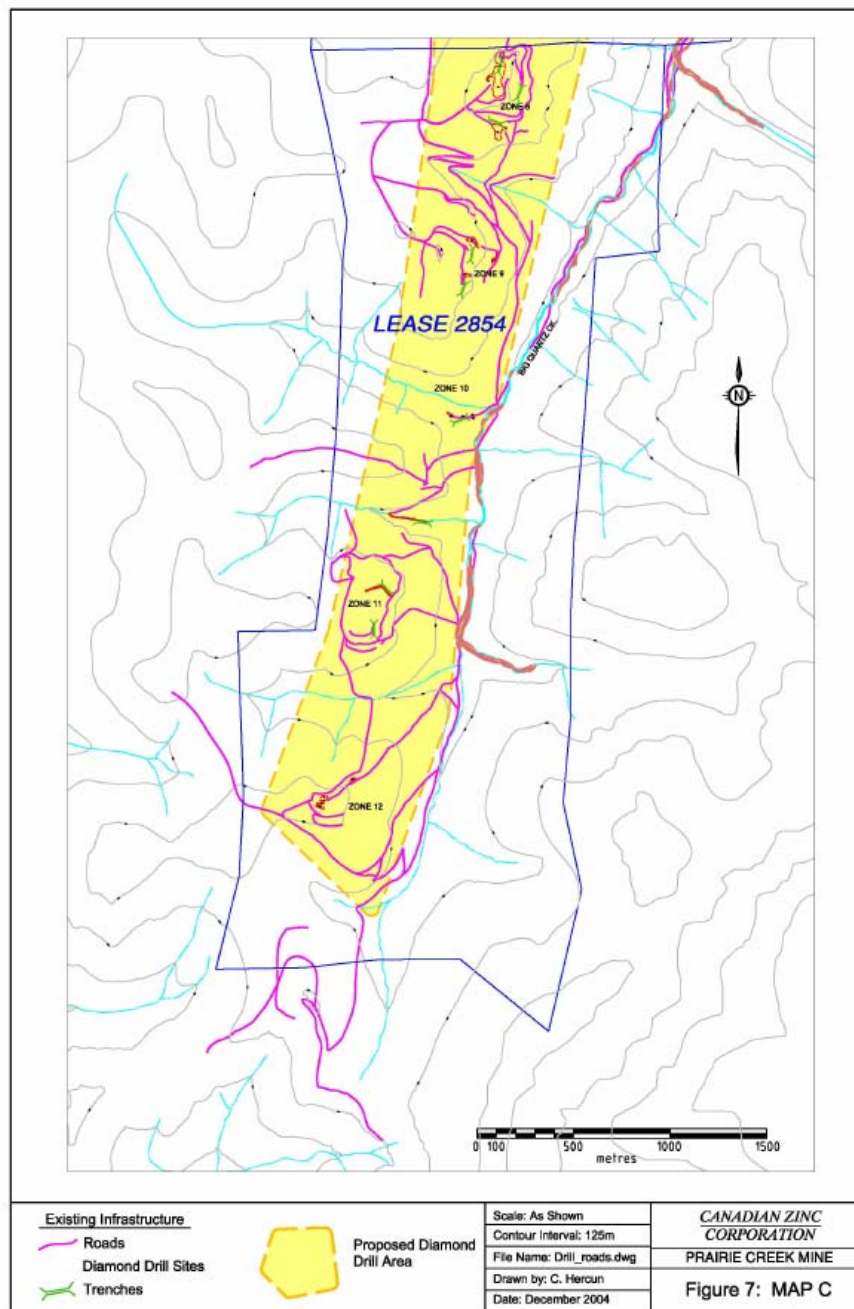 ZONE 8
ZONE 9
LEASE 2854
BIG QUARTZ CK.
ZONE 10
N
ZONE 11
ZONE 12
0 100 500 1000 1500
metres
Existing Infrastructure
Roads
Diamond Drill Sites
Trenches
Proposed Diamond
Drill Area
Scale: As Shown
Contour Interval: 125m
File Name: Drill_roads.dwg
Drawn by: C. Hercun
Date: December 2004
CANADIAN ZINC
CORPORATION
PRAIRIE CREEK MINE
Figure 7: MAP C